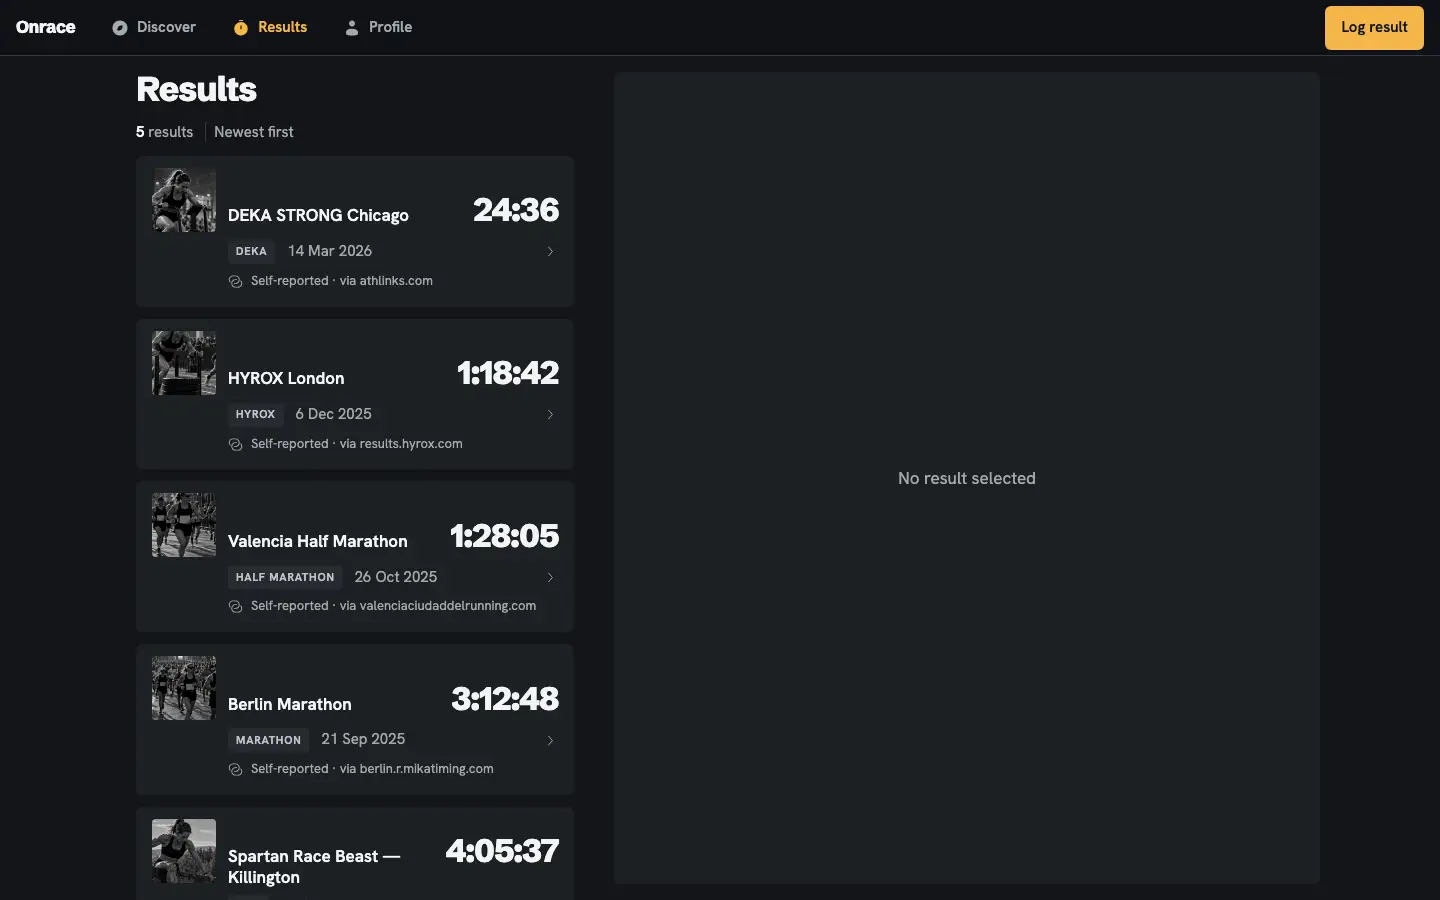 Onrace
Discover
Results
Profile
Log result
Results
5 results
Newest first
DEKA STRONG Chicago
24:36
DEKA
14 Mar 2026
Self-reported · via athlinks.com
HYROX London
1:18:42
HYROX
6 Dec 2025
Self-reported · via results.hyrox.com
Valencia Half Marathon
1:28:05
HALF MARATHON
26 Oct 2025
Self-reported · via valenciaciudaddelrunning.com
Berlin Marathon
3:12:48
MARATHON
21 Sep 2025
Self-reported · via berlin.r.mikatiming.com
Spartan Race Beast —
Killington
4:05:37
No result selected